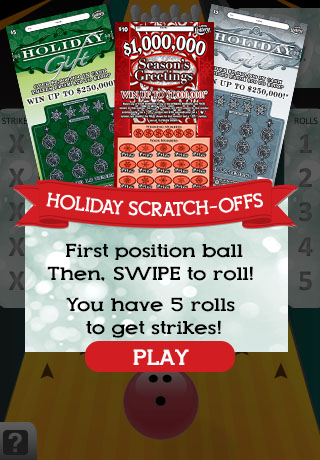 $5
$10
$5
HOLIDAY
Gift
WIN UP TO $250,000!*
$1,000,000
Season's
Greetings
WIN UP TO $1,000,000!*
HOLIDAY
Gift
WIN UP TO $250,000!*
STRIKE
ROLLS
X
1
X
2
X
3
X
4
X
5
HOLIDAY SCRATCH-OFFS
First position ball
Then, SWIPE to roll!
You have 5 rolls
to get strikes!
PLAY
?